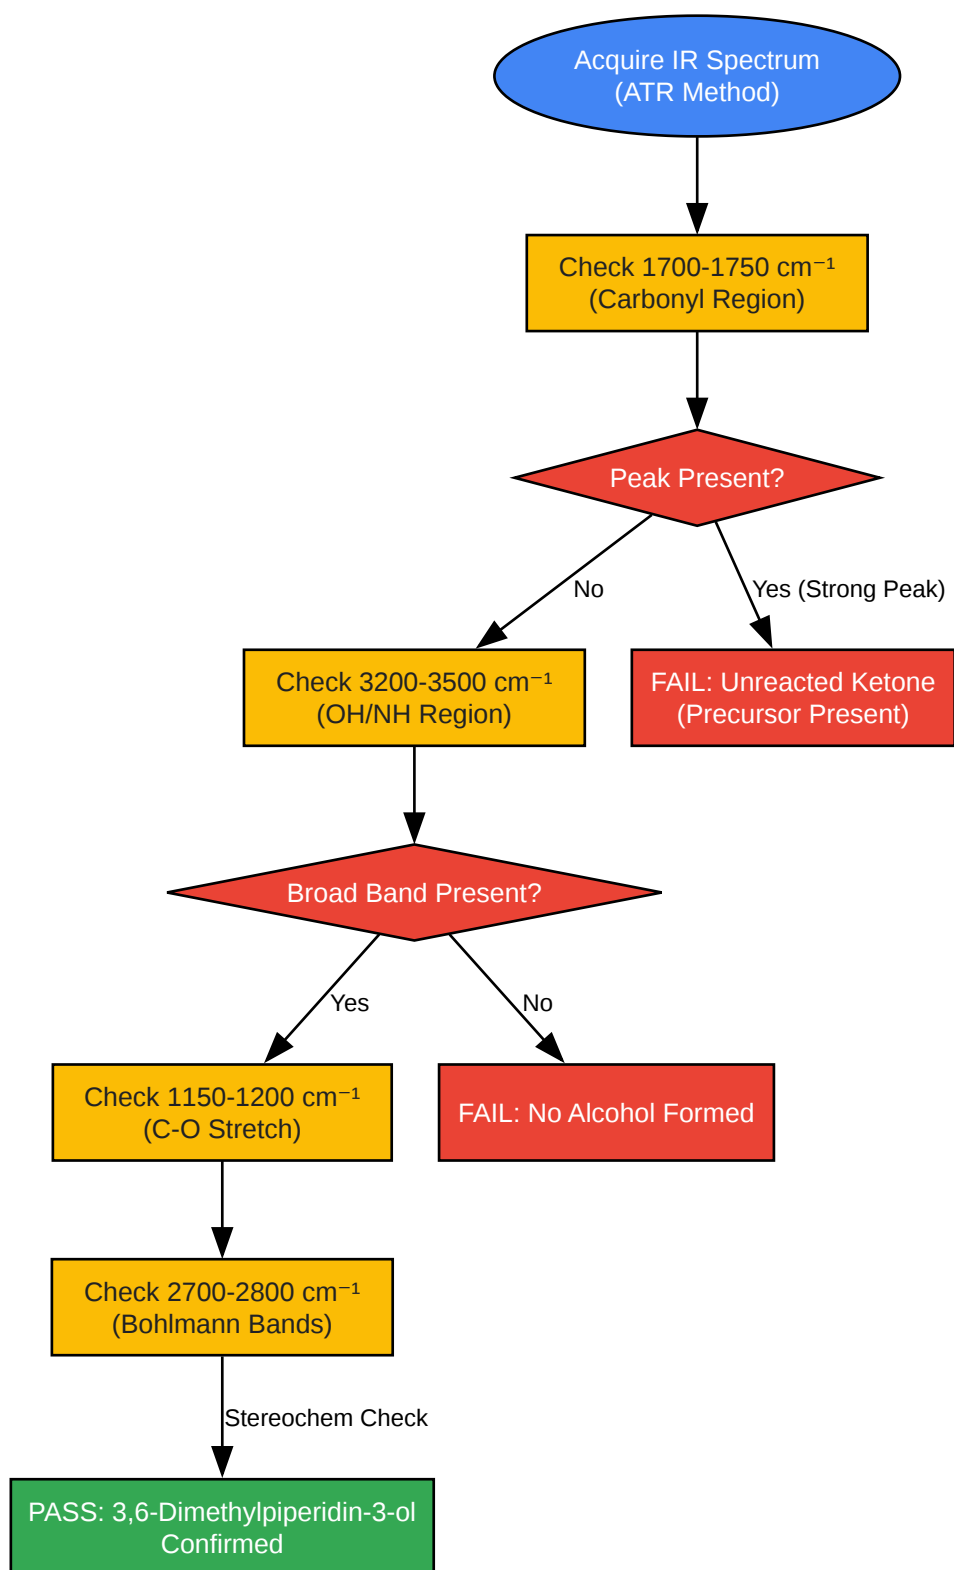 Acquire IR Spectrum
(ATR Method)
Check 1700-1750 cm⁻¹
(Carbonyl Region)
Peak Present?
No
Yes (Strong Peak)
Check 3200-3500 cm⁻¹
(OH/NH Region)
FAIL: Unreacted Ketone
(Precursor Present)
Broad Band Present?
Yes
No
Check 1150-1200 cm⁻¹
(C-O Stretch)
FAIL: No Alcohol Formed
Check 2700-2800 cm⁻¹
(Bohlmann Bands)
Stereochem Check
PASS: 3,6-Dimethylpiperidin-3-ol
Confirmed